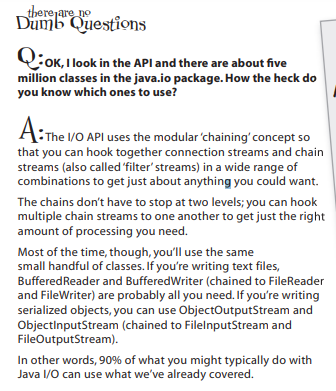 there are no
Dumb Questions
Q: OK, I look in the API and there are about five
million classes in the java.io package. How the heck do
you know which ones to use?
A: The I/O API uses the modular ‘chaining’ concept so
that you can hook together connection streams and chain
streams (also called ‘filter’ streams) in a wide range of
combinations to get just about anything you could want.
The chains don’t have to stop at two levels; you can hook
multiple chain streams to one another to get just the right
amount of processing you need.
Most of the time, though, you’ll use the same
small handful of classes. If you’re writing text files,
BufferedReader and BufferedWriter (chained to FileReader
and FileWriter) are probably all you need. If you’re writing
serialized objects, you can use ObjectOutputStream and
ObjectInputStream (chained to FileInputStream and
FileOutputStream).
In other words, 90% of what you might typically do with
Java I/O can use what we’ve already covered.